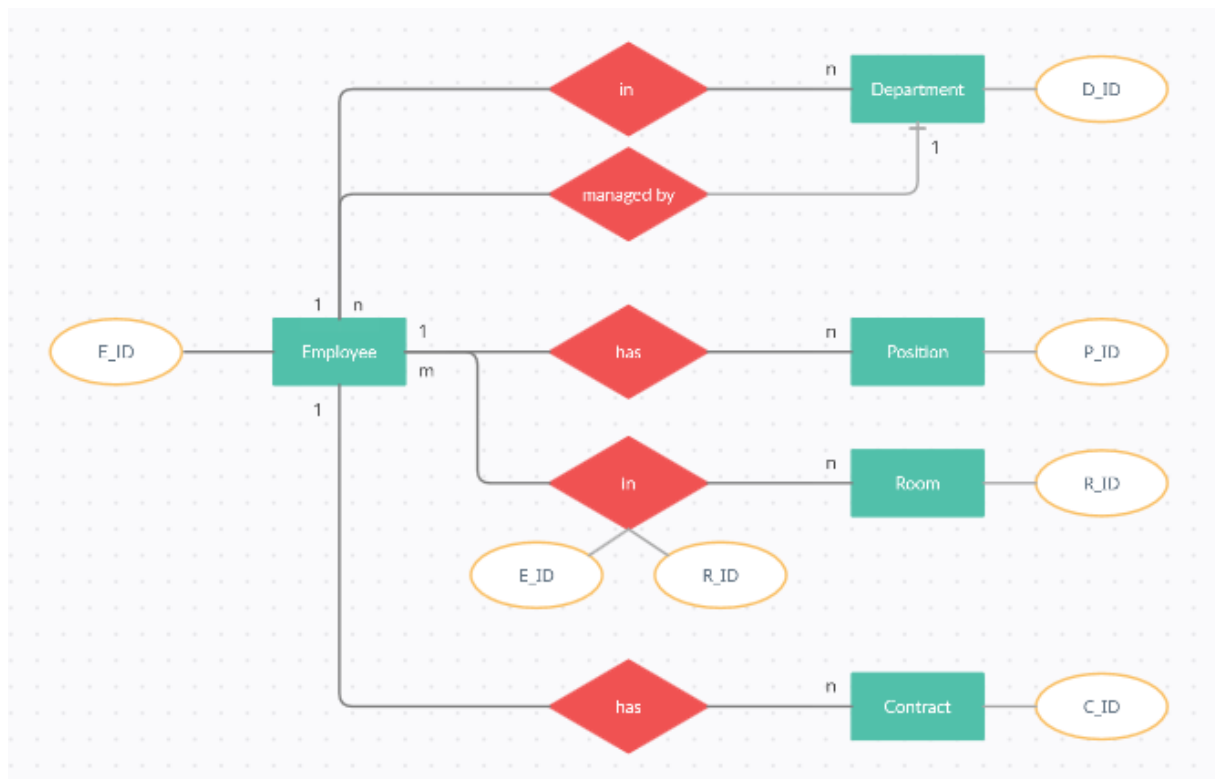 in
n
Department
D_ID
1
managed by
1
n
E_ID
Employee
1
m
has
n
Position
P_ID
1
in
n
Room
R_ID
E_ID
R_ID
has
n
Contract
C_ID